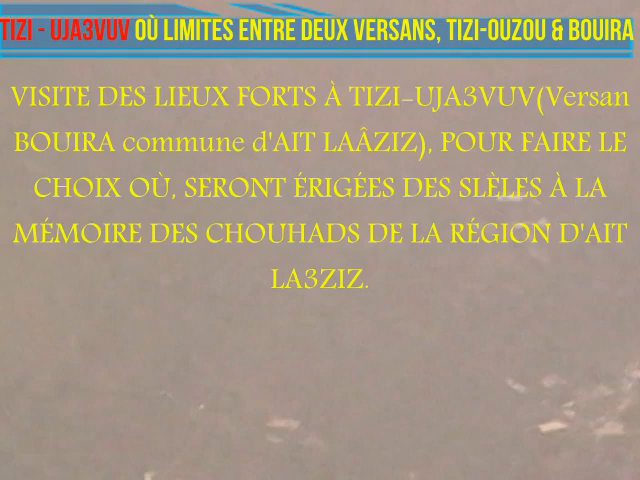 TIZI - UJA3VUV OÙ LIMITES ENTRE DEUX VERSANS, TIZI-OUZOU & BOUIRA
VISITE DES LIEUX FORTS À TIZI-UJA3VUV(Versan
BOUIRA commune d'AIT LAÂZIZ), POUR FAIRE LE
CHOIX OÙ, SERONT ÉRIGÉES DES SLÈLES À LA
MÉMOIRE DES CHOUHADS DE LA RÉGION D'AIT
LA3ZIZ.